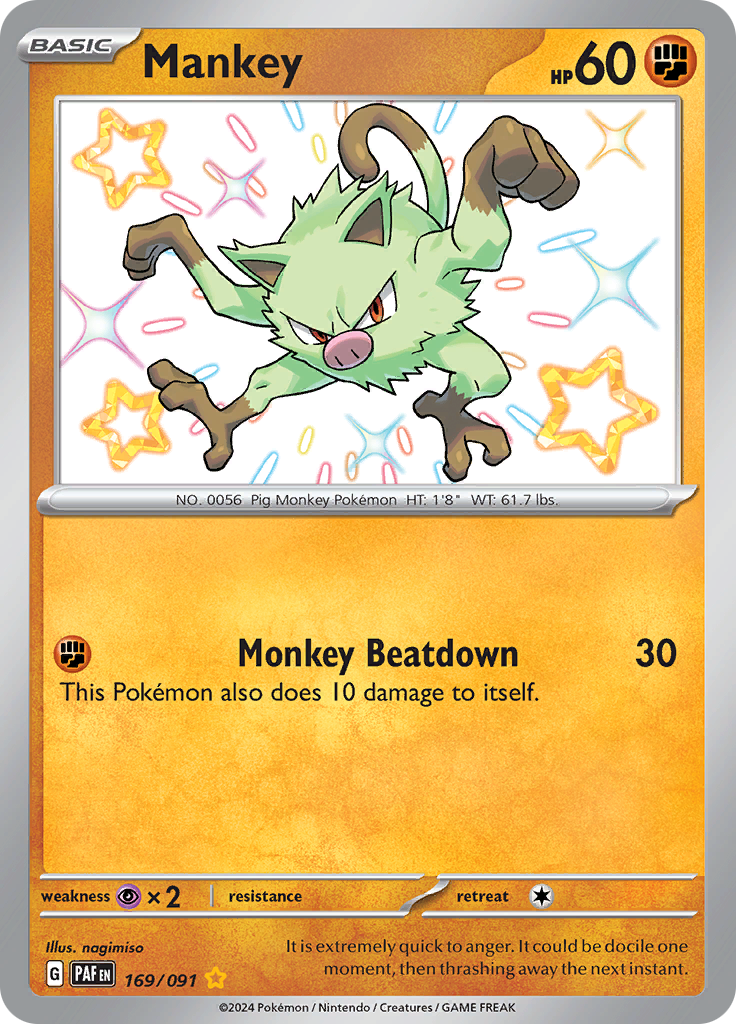 BASIC
Mankey
HP 60
NO. 0056 Pig Monkey Pokémon HT: 1'8" WT: 61.7 lbs.
Monkey Beatdown 30
This Pokémon also does 10 damage to itself.
weakness ×2 resistance retreat
Illus. nagimiso
It is extremely quick to anger. It could be docile one
moment, then thrashing away the next instant.
G PAF EN 169/091
©2024 Pokémon / Nintendo / Creatures / GAME FREAK